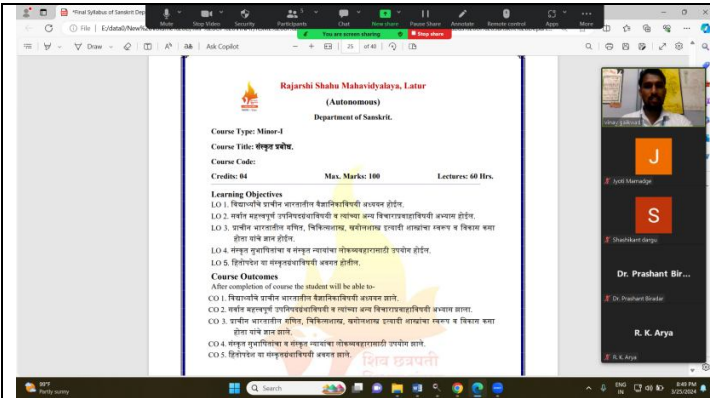 *Final Syllabus of Sanskrit Dep
Mute
Stop Video
Security
Participants
Chat
New share
Pause Share
Annotate
Remote control
Apps
More
You are screen sharing
Stop share
File
Draw
Ask Copilot
25 of 40
Rajarshi Shahu Mahavidyalaya, Latur
(Autonomous)
Department of Sanskrit.
Course Type: Minor-I
Course Title: संस्कृत प्रबोध.
Course Code:
Credits: 04 Max. Marks: 100 Lectures: 60 Hrs.
Learning Objectives
LO 1. विद्यार्थ्यांचे प्राचीन भारतातील वैज्ञानिकाविषयी अध्ययन होईल.
LO 2. सर्वात महत्त्वपूर्ण उपनिषदग्रंथाविषयी व त्यांच्या अन्य विचारप्रवाहाविषयी अभ्यास होईल.
LO 3. प्राचीन भारतातील गणित, चिकित्साशास्त्र, खगोलशास्त्र इत्यादी शास्त्रांचा स्वरूप व विकास कसा
होता याचे ज्ञान होईल.
LO 4. संस्कृत सुभाषितांचा व संस्कृत न्यायांचा लोकव्यवहारासाठी उपयोग होईल.
LO 5. हितोपदेश या संस्कृतग्रंथाविषयी अवगत होतील.
Course Outcomes
After completion of course the student will be able to-
CO 1. विद्यार्थ्यांचे प्राचीन भारतातील वैज्ञानिकाविषयी अध्ययन झाले.
CO 2. सर्वात महत्त्वपूर्ण उपनिषदग्रंथाविषयी व त्यांच्या अन्य विचारप्रवाहाविषयी अभ्यास झाला.
CO 3. प्राचीन भारतातील गणित, चिकित्साशास्त्र, खगोलशास्त्र इत्यादी शास्त्रांचा स्वरूप व विकास कसा
होता याचे ज्ञान झाले.
CO 4. संस्कृत सुभाषितांचा व संस्कृत न्यायांचा लोकव्यवहारासाठी उपयोग झाले.
CO 5. हितोपदेश या संस्कृतग्रंथाविषयी अवगत झाले.
शिव छत्रपती
J
Jyoti Mamadge
S
Shashikant dargu
Dr. Prashant Bir...
Dr. Prashant Biradar
R. K. Arya
R. K. Arya
99°F
Partly sunny
Search
ENG
IN
8:49 PM
3/25/2024